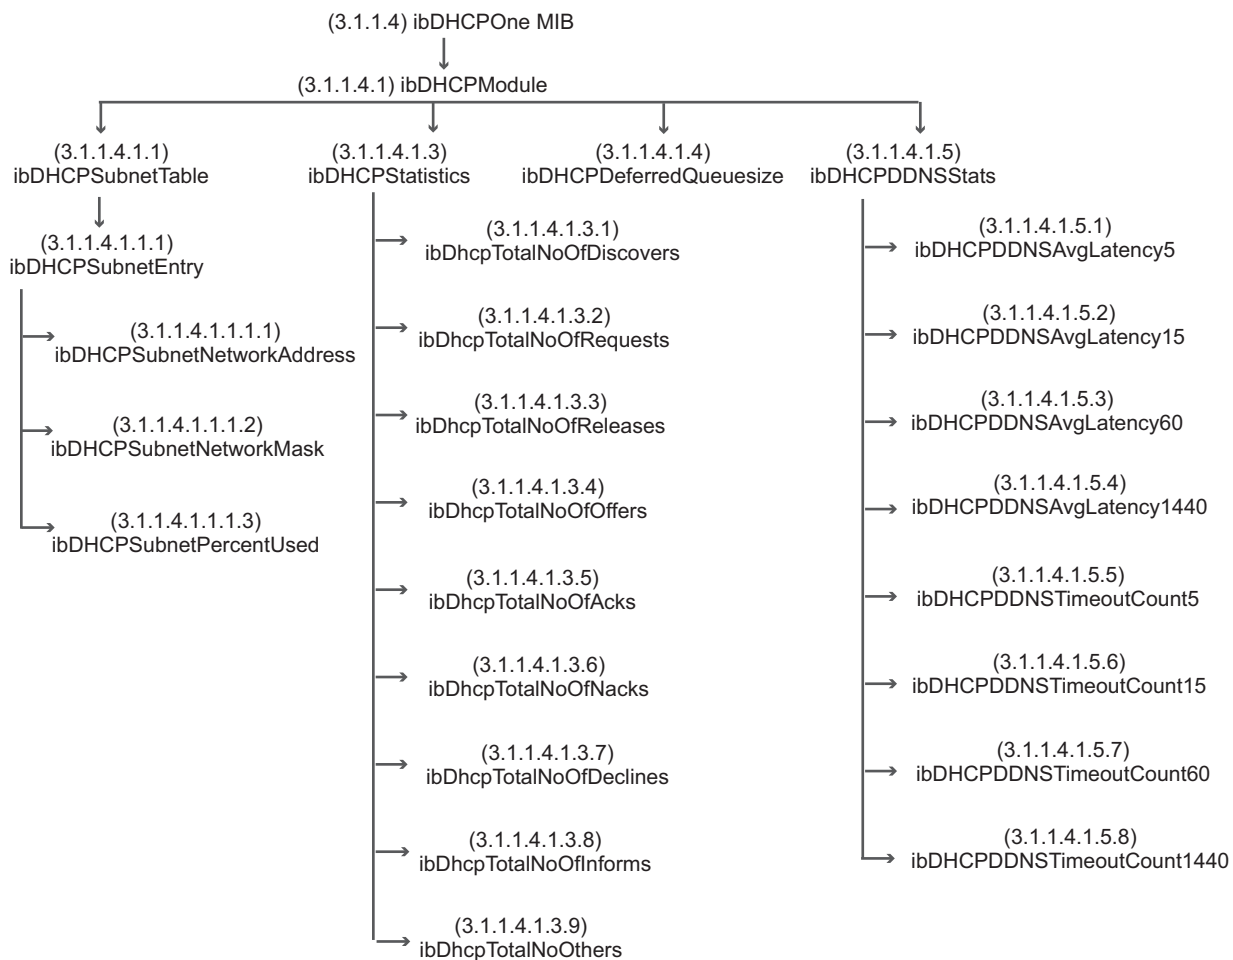 (3.1.1.4) ibDHCPOne MIB
(3.1.1.4.1) ibDHCPModule
(3.1.1.4.1.1)
ibDHCPSubnetTable
(3.1.1.4.1.1.1)
ibDHCPSubnetEntry
(3.1.1.4.1.1.1.1)
ibDHCPSubnetNetworkAddress
(3.1.1.4.1.1.1.2)
ibDHCPSubnetNetworkMask
(3.1.1.4.1.1.1.3)
ibDHCPSubnetPercentUsed
(3.1.1.4.1.3)
ibDHCPStatistics
(3.1.1.4.1.3.1)
ibDhcpTotalNoOfDiscovers
(3.1.1.4.1.3.2)
ibDhcpTotalNoOfRequests
(3.1.1.4.1.3.3)
ibDhcpTotalNoOfReleases
(3.1.1.4.1.3.4)
ibDhcpTotalNoOfOffers
(3.1.1.4.1.3.5)
ibDhcpTotalNoOfAcks
(3.1.1.4.1.3.6)
ibDhcpTotalNoOfNacks
(3.1.1.4.1.3.7)
ibDhcpTotalNoOfDeclines
(3.1.1.4.1.3.8)
ibDhcpTotalNoOfInforms
(3.1.1.4.1.3.9)
ibDhcpTotalNoOthers
(3.1.1.4.1.4)
ibDHCPDeferredQueuesize
(3.1.1.4.1.5)
ibDHCPDDNSStats
(3.1.1.4.1.5.1)
ibDHCPDDNSAvgLatency5
(3.1.1.4.1.5.2)
ibDHCPDDNSAvgLatency15
(3.1.1.4.1.5.3)
ibDHCPDDNSAvgLatency60
(3.1.1.4.1.5.4)
ibDHCPDDNSAvgLatency1440
(3.1.1.4.1.5.5)
ibDHCPDDNSTimeoutCount5
(3.1.1.4.1.5.6)
ibDHCPDDNSTimeoutCount15
(3.1.1.4.1.5.7)
ibDHCPDDNSTimeoutCount60
(3.1.1.4.1.5.8)
ibDHCPDDNSTimeoutCount1440